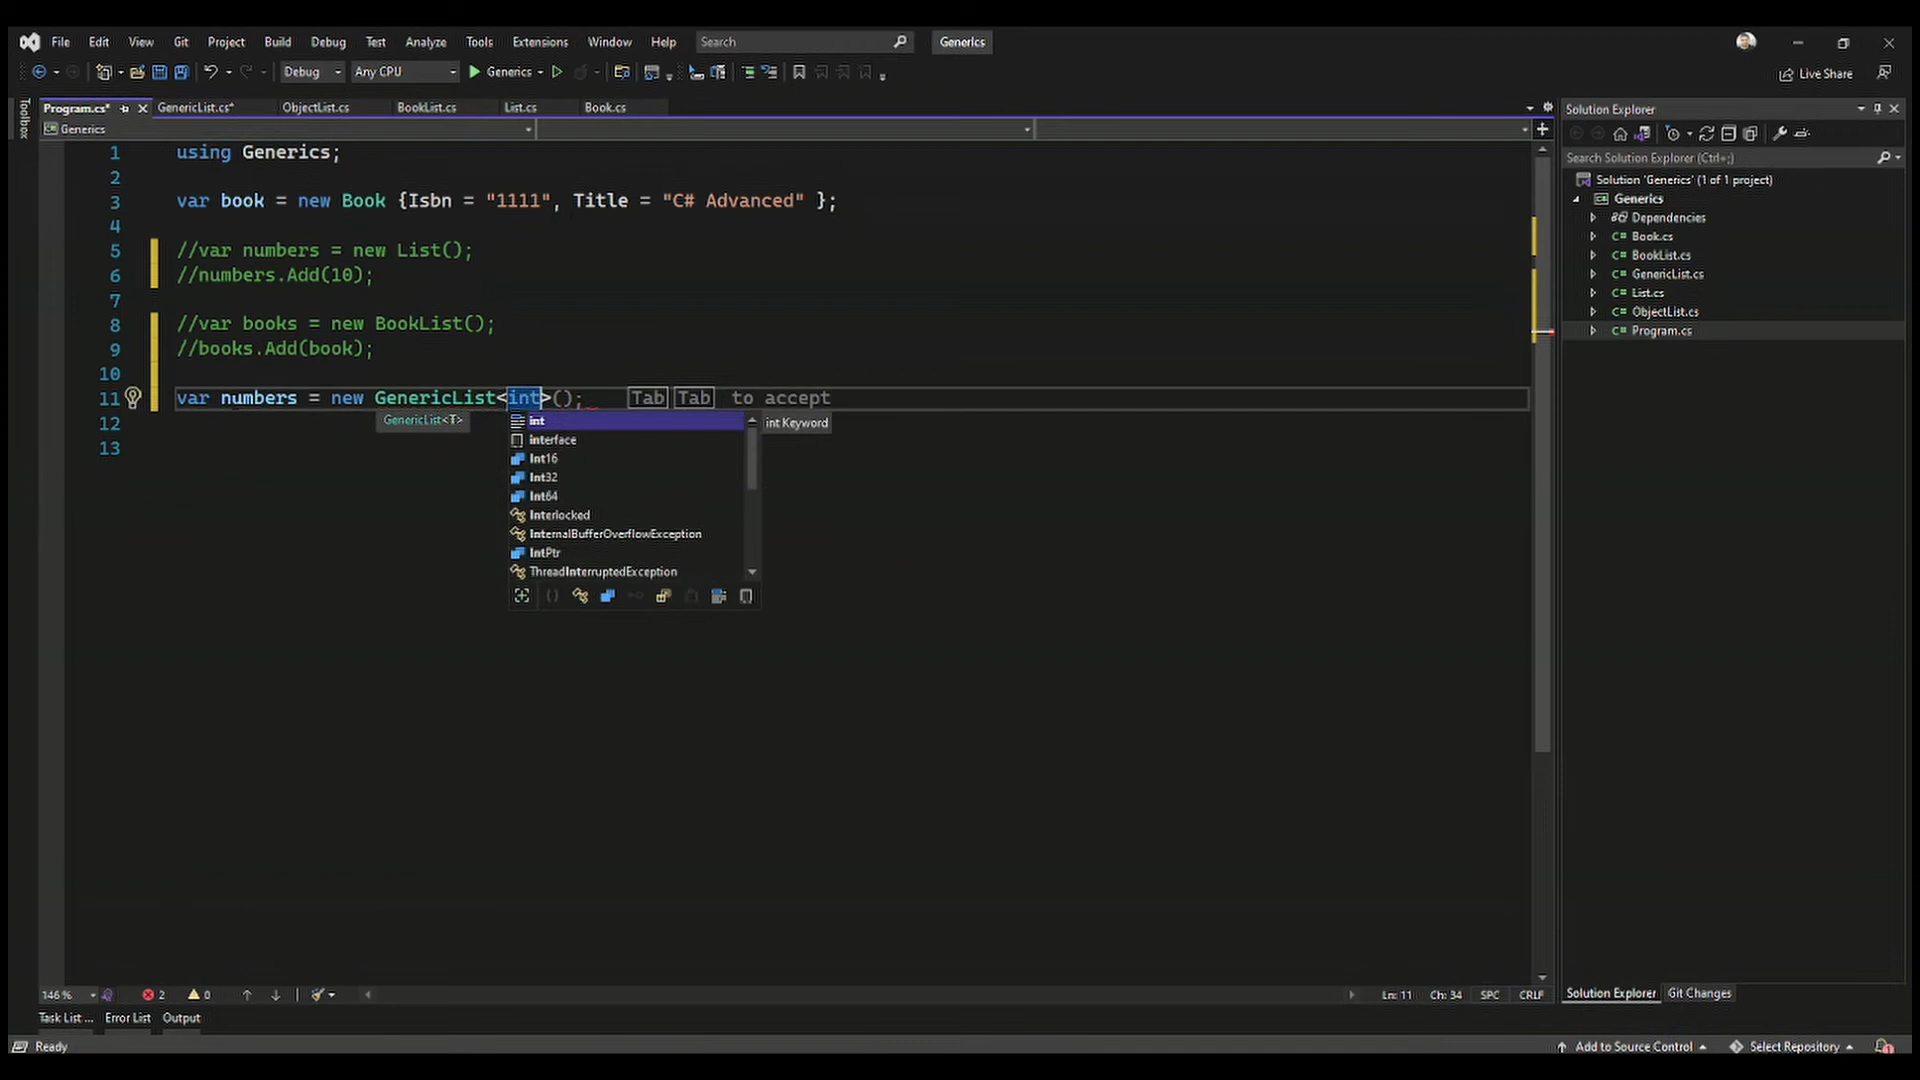 File Edit View Git Project Build Debug Test Analyze Tools Extensions Window Help Search Generics
Debug Any CPU Generics Live Share
Toolbox
Program.cs* GenericList.cs* ObjectList.cs BookList.cs List.cs Book.cs
Generics
1 using Generics;
2
3 var book = new Book {Isbn = "1111", Title = "C# Advanced" };
4
5 //var numbers = new List();
6 //numbers.Add(10);
7
8 //var books = new BookList();
9 //books.Add(book);
10
11 var numbers = new GenericList<int>(); Tab Tab to accept
12
13
GenericList<T>
int
interface
Int16
Int32
Int64
Interlocked
InternalBufferOverflowException
IntPtr
ThreadInterruptedException
int Keyword
Solution Explorer
Search Solution Explorer (Ctrl+;)
Solution 'Generics' (1 of 1 project)
C# Generics
Dependencies
C# Book.cs
C# BookList.cs
C# GenericList.cs
C# List.cs
C# ObjectList.cs
C# Program.cs
146 % 2 0 Ln: 11 Ch: 34 SPC CRLF
Solution Explorer Git Changes
Task List ... Error List Output
Ready Add to Source Control Select Repository 1